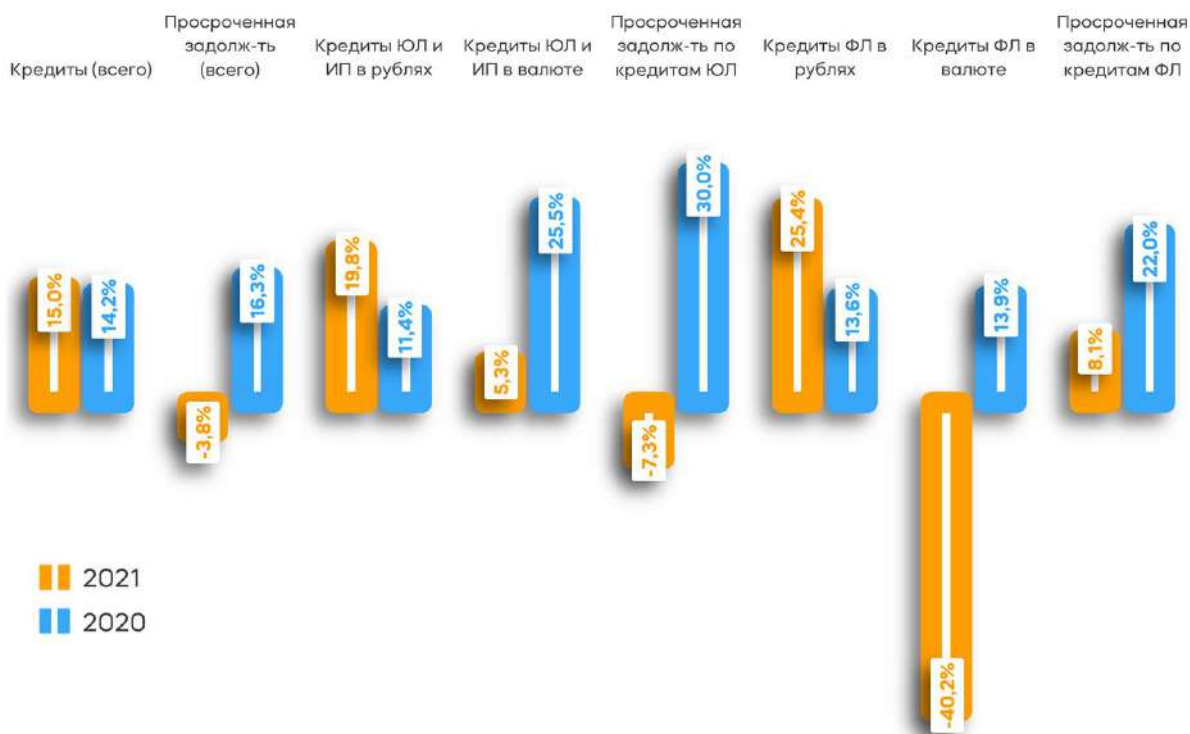 Кредиты (всего)
Просроченная
задолж-ть
(всего)
Кредиты ЮЛ и
ИП в рублях
Кредиты ЮЛ и
ИП в валюте
Просроченная
задолж-ть по
кредитам ЮЛ
Кредиты ФЛ в
рублях
Кредиты ФЛ в
валюте
Просроченная
задолж-ть по
кредитам ФЛ
15,0%
14,2%
-3,8%
16,3%
19,8%
11,4%
5,3%
25,5%
-7,3%
30,0%
25,4%
13,6%
-40,2%
13,9%
8,1%
22,0%
2021
2020